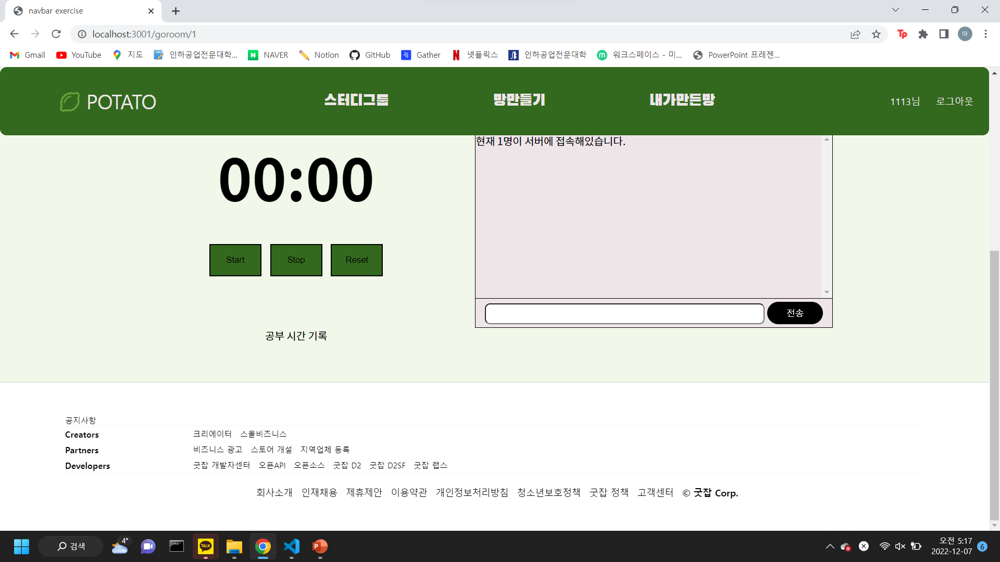 navbar exercise
localhost:3001/goroom/1
Tp
마
Gmail YouTube 지도 인하공업전문대학... NAVER Notion GitHub Gather 넷플릭스 인하공업전문대학 워크스페이스 - 미... PowerPoint 프레젠...
POTATO 스터디그룹 방만들기 내가만든방 1113님 로그아웃
현재 1명이 서버에 접속해있습니다.
00:00
Start Stop Reset
전송
공부 시간 기록
공지사항
Creators 크리에이터 스몰비즈니스
Partners 비즈니스 광고 스토어 개설 지역업체 등록
Developers 굿잡 개발자센터 오픈API 오픈소스 굿잡 D2 굿잡 D2SF 굿잡 랩스
회사소개 인재채용 제휴제안 이용약관 개인정보처리방침 청소년보호정책 굿잡 정책 고객센터 © 굿잡 Corp.
검색 4° TALK 오전 5:17
2022-12-07 6